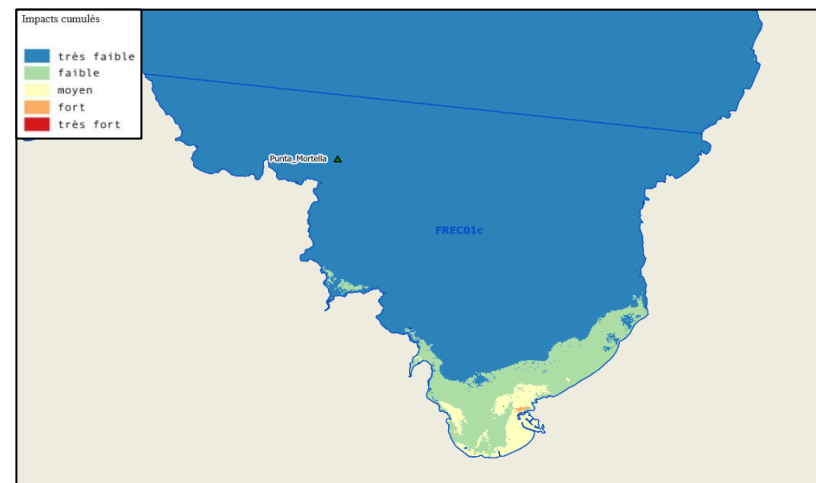 Impacts cumulés
très faible
faible
moyen
fort
très fort
Punta_Mortella
FREC01c